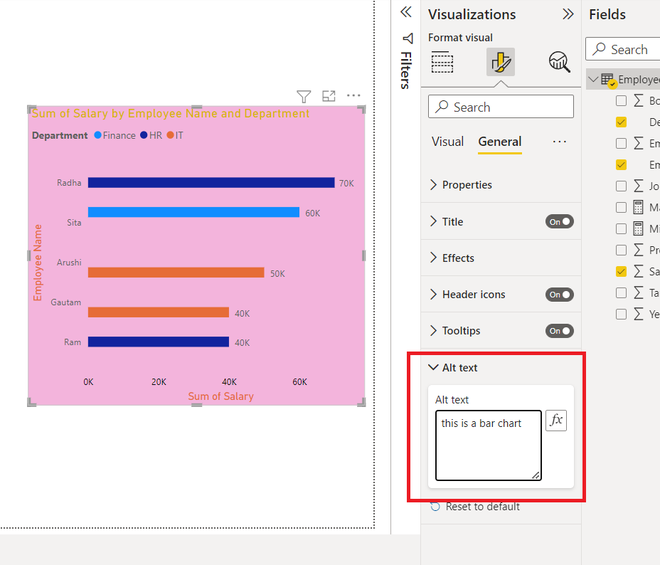 Sum of Salary by Employee Name and Department
Department Finance HR IT
Employee Name
Radha 70K
Sita 60K
Arushi 50K
Gautam 40K
Ram 40K
0K 20K 40K 60K
Sum of Salary
Filters
Visualizations
Format visual
Search
Visual General
Properties
Title On
Effects
Header icons On
Tooltips On
Alt text
Alt text
this is a bar chart
fx
Reset to default
Fields
Search
Employee
Bo
De
Em
Em
Jo
Ma
Mi
Pr
Sa
Ta
Ye